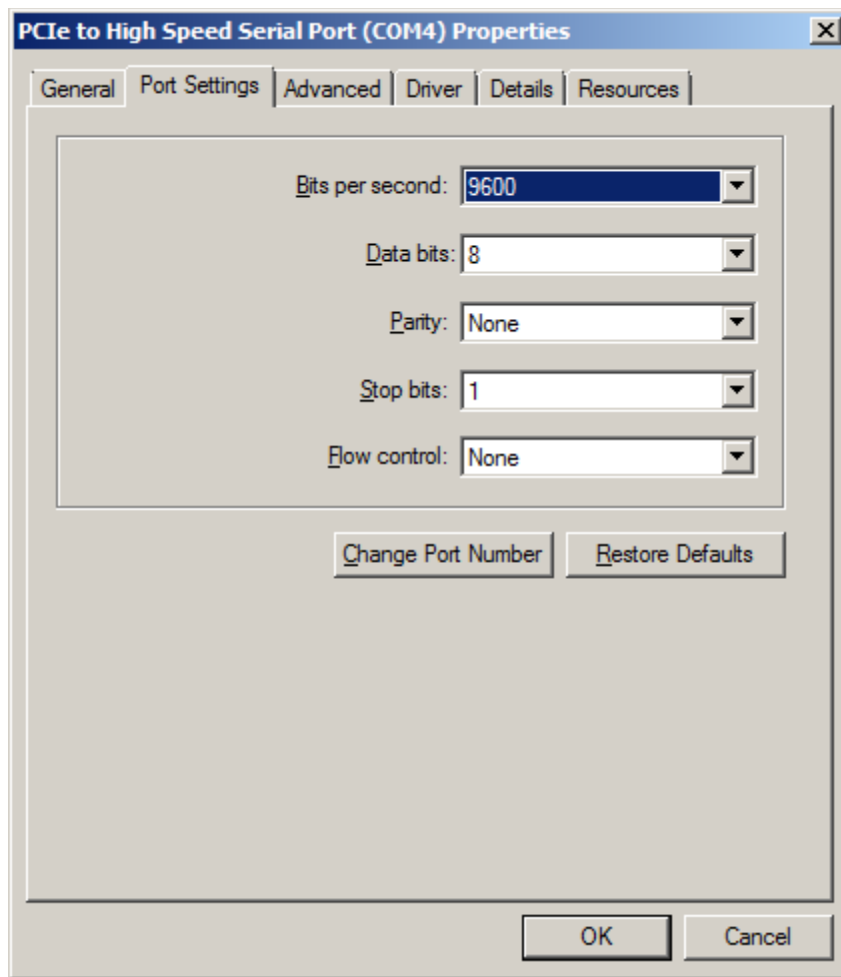 PCIe to High Speed Serial Port (COM4) Properties
General Port Settings Advanced Driver Details Resources
Bits per second: 9600
Data bits: 8
Parity: None
Stop bits: 1
Flow control: None
Change Port Number Restore Defaults
OK Cancel